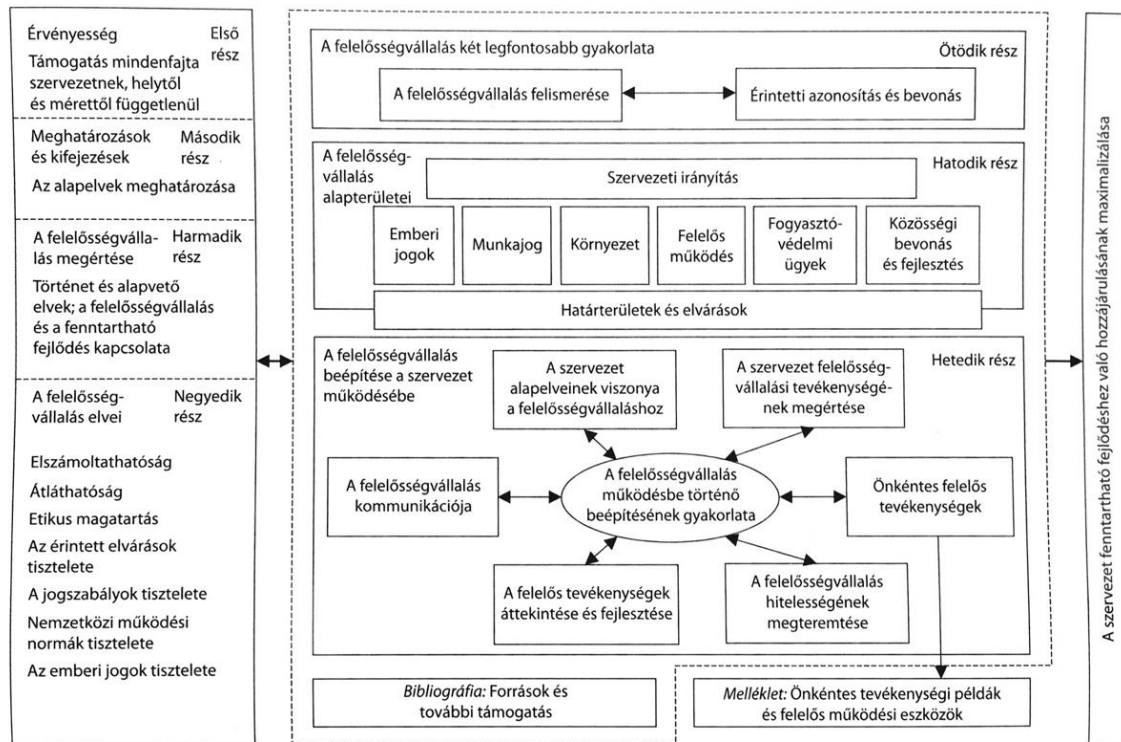 Érvényesség
Első
rész
Támogatás mindenfajta
szervezetnek, helytől
és mérettől függetlenül
Meghatározások
és kifejezések
Második
rész
Az alapelvek meghatározása
A felelősségválla-
lás megértése
Harmadik
rész
Történet és alapvető
elvek; a felelősségvállalás
és a fenntartható
fejlődés kapcsolata
A felelősség-
vállalás elvei
Negyedik
rész
Elszámoltathatóság
Átláthatóság
Etikus magatartás
Az érintett elvárások
tisztelete
A jogszabályok tisztelete
Nemzetközi működési
normák tisztelete
Az emberi jogok tisztelete
A felelősségvállalás két legfontosabb gyakorlata
Ötödik rész
A felelősségvállalás felismerése
Érintetti azonosítás és bevonás
A felelősség-
vállalás
alapterületei
Hatodik rész
Szervezeti irányítás
Emberi
jogok
Munkajog
Környezet
Felelős
működés
Fogyasztó-
védelmi
ügyek
Közösségi
bevonás
és fejlesztés
Határterületek és elvárások
A felelősségvállalás
beépítése a szervezet
működésébe
Hetedik rész
A szervezet
alapelveinek viszonya
a felelősségvállaláshoz
A szervezet felelősség-
vállalási tevékenységé-
nek megértése
A felelősségvállalás
kommunikációja
A felelősségvállalás
működésbe történő
beépítésének gyakorlata
Önkéntes felelős
tevékenységek
A felelős tevékenységek
áttekintése és fejlesztése
A felelősségvállalás
hitelességének
megteremtése
Bibliográfia: Források és
további támogatás
Melléklet: Önkéntes tevékenységi példák
és felelős működési eszközök
A szervezet fenntartható fejlődéshez való hozzájárulásának maximalizálása